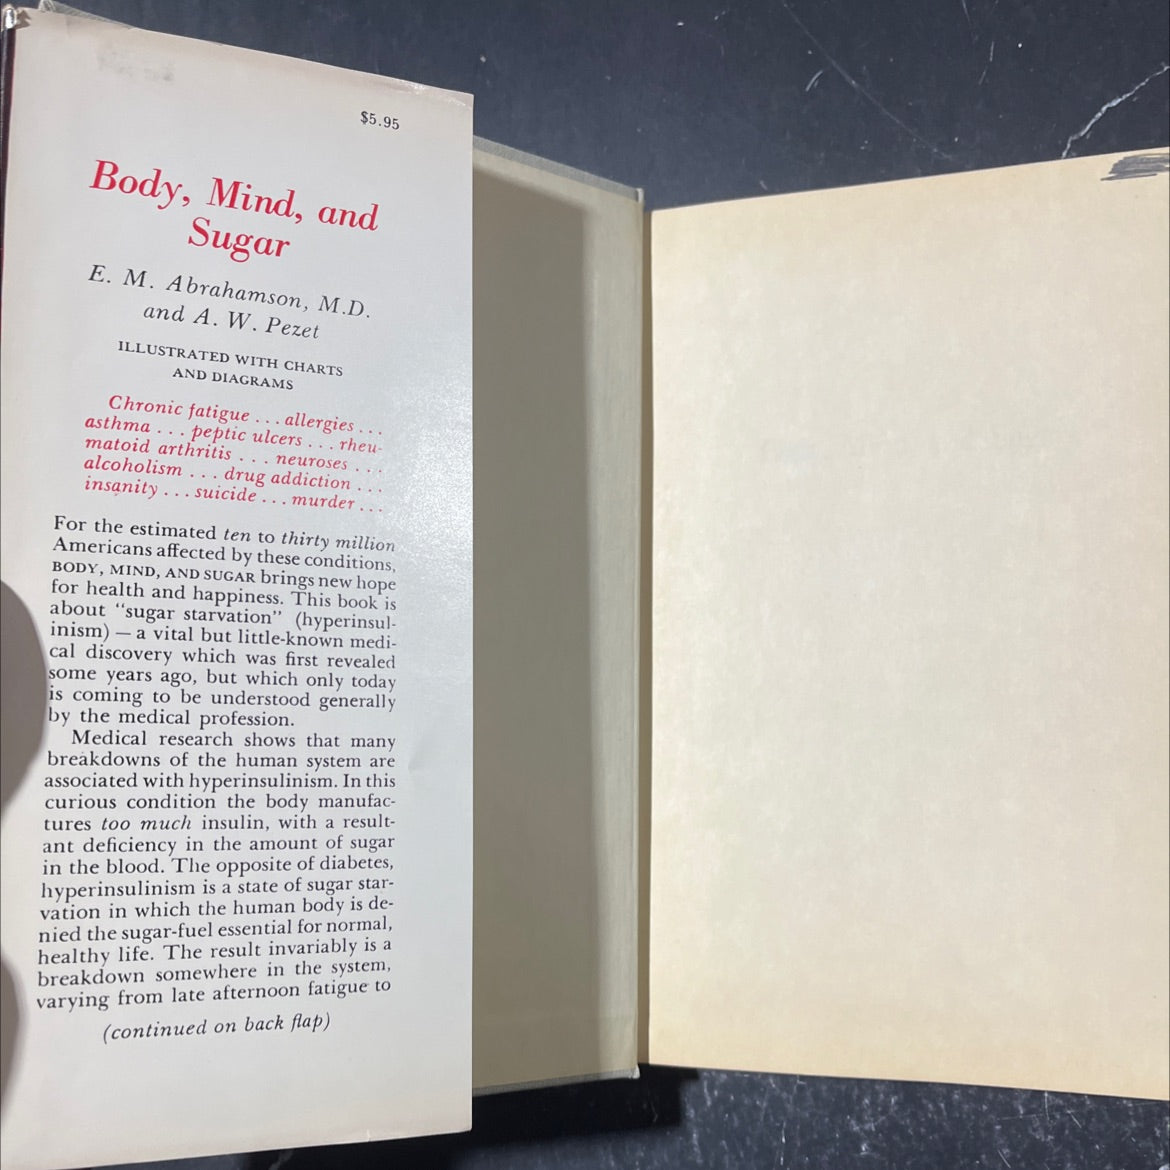 $5.95
Body, Mind, and
Sugar
E. M. Abrahamson, M.D.
and A. W. Pezet
ILLUSTRATED WITH CHARTS
AND DIAGRAMS
Chronic fatigue ... allergies ...
asthma ... peptic ulcers ... rheu-
matoid arthritis ... neuroses ...
alcoholism ... drug addiction ...
insanity ... suicide ... murder ...
For the estimated ten to thirty million
Americans affected by these conditions,
BODY, MIND, AND SUGAR brings new hope
for health and happiness. This book is
about “sugar starvation” (hyperinsul-
inism) — a vital but little-known medi-
cal discovery which was first revealed
some years ago, but which only today
is coming to be understood generally
by the medical profession.
Medical research shows that many
breakdowns of the human system are
associated with hyperinsulinism. In this
curious condition the body manufac-
tures too much insulin, with a result-
ant deficiency in the amount of sugar
in the blood. The opposite of diabetes,
hyperinsulinism is a state of sugar star-
vation in which the human body is de-
nied the sugar-fuel essential for normal,
healthy life. The result invariably is a
breakdown somewhere in the system,
varying from late afternoon fatigue to
(continued on back flap)